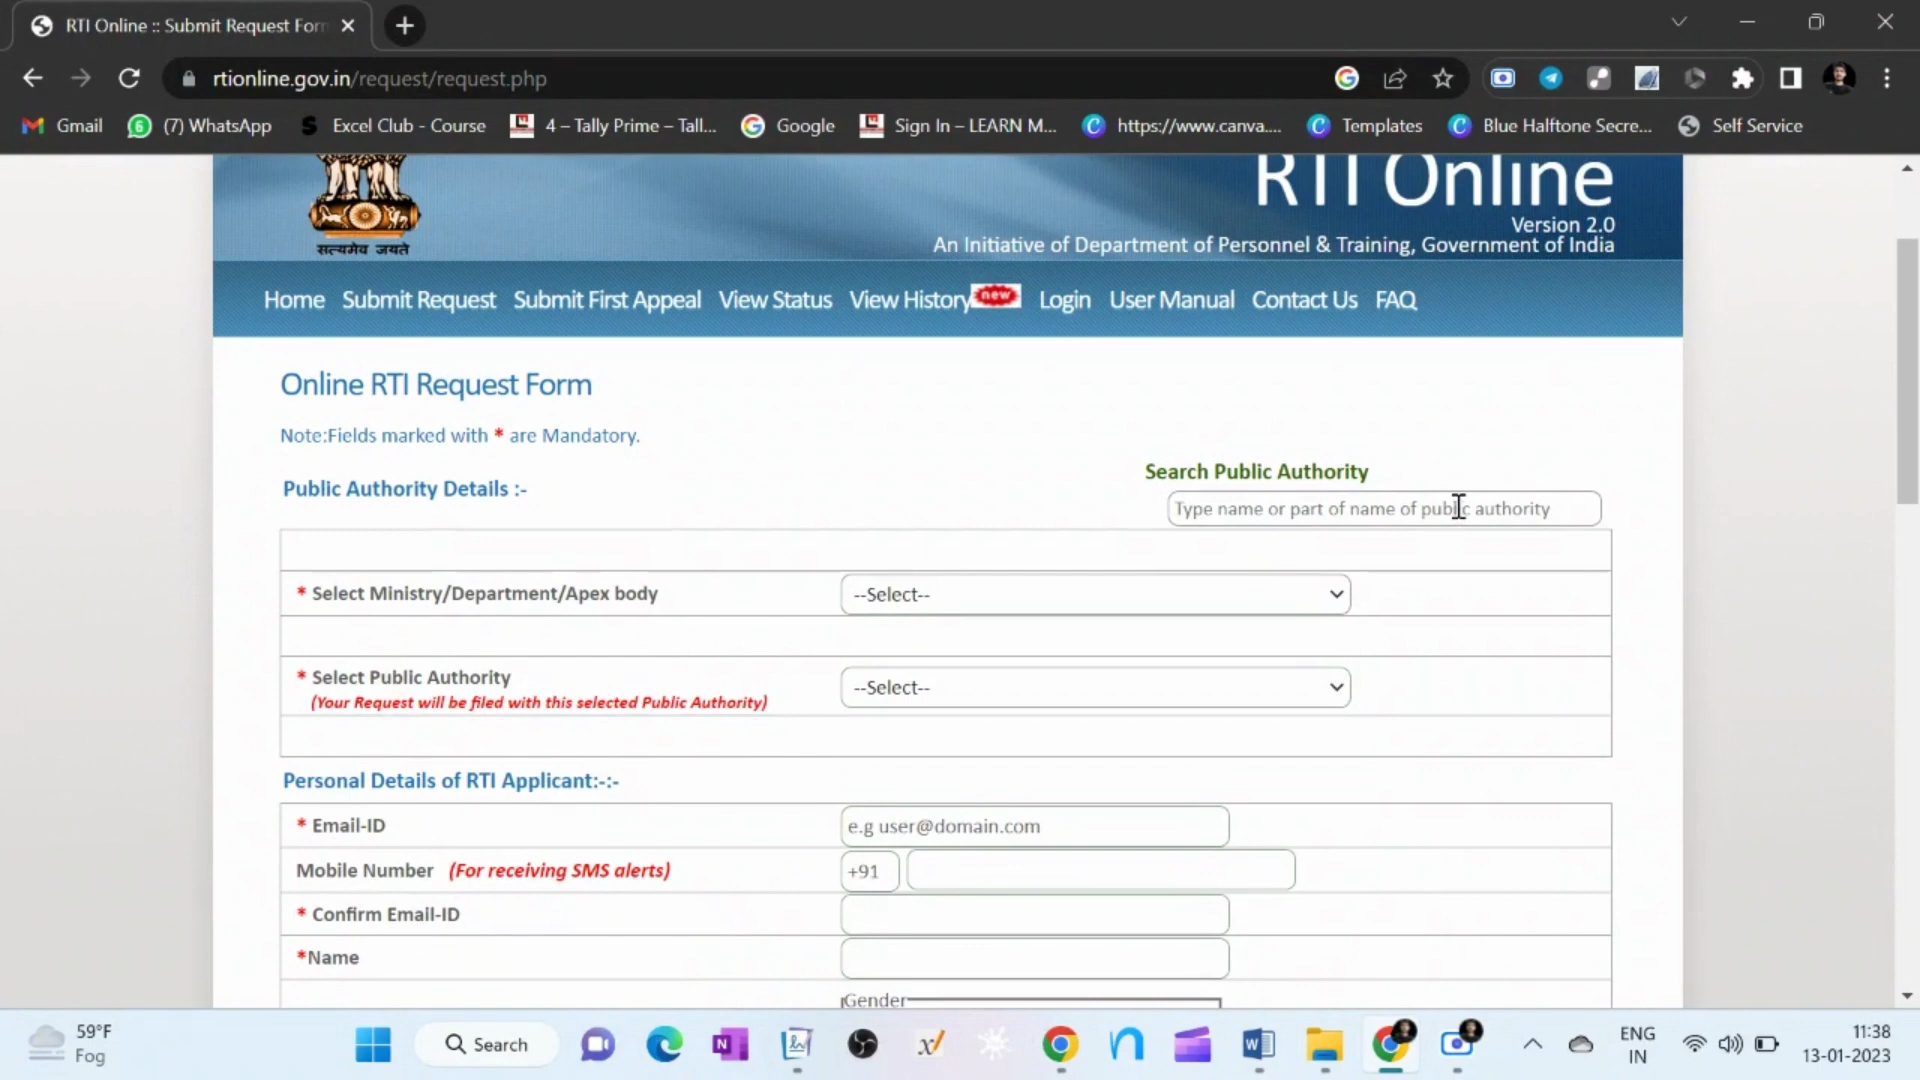 RTI Online :: Submit Request Form
rtionline.gov.in/request/request.php
Gmail
(7) WhatsApp
Excel Club - Course
4 – Tally Prime – Tall...
Google
Sign In – LEARN M...
https://www.canva....
Templates
Blue Halftone Secre...
Self Service
सत्यमेव जयते
RTI Online
Version 2.0
An Initiative of Department of Personnel & Training, Government of India
Home Submit Request Submit First Appeal View Status View History new Login User Manual Contact Us FAQ
Online RTI Request Form
Note:Fields marked with * are Mandatory.
Search Public Authority
Public Authority Details :-
Type name or part of name of public authority
* Select Ministry/Department/Apex body
--Select--
* Select Public Authority
--Select--
(Your Request will be filed with this selected Public Authority)
Personal Details of RTI Applicant:-:-
* Email-ID
e.g user@domain.com
Mobile Number (For receiving SMS alerts)
+91
* Confirm Email-ID
*Name
Gender
59°F
Fog
Search
ENG
IN
11:38
13-01-2023